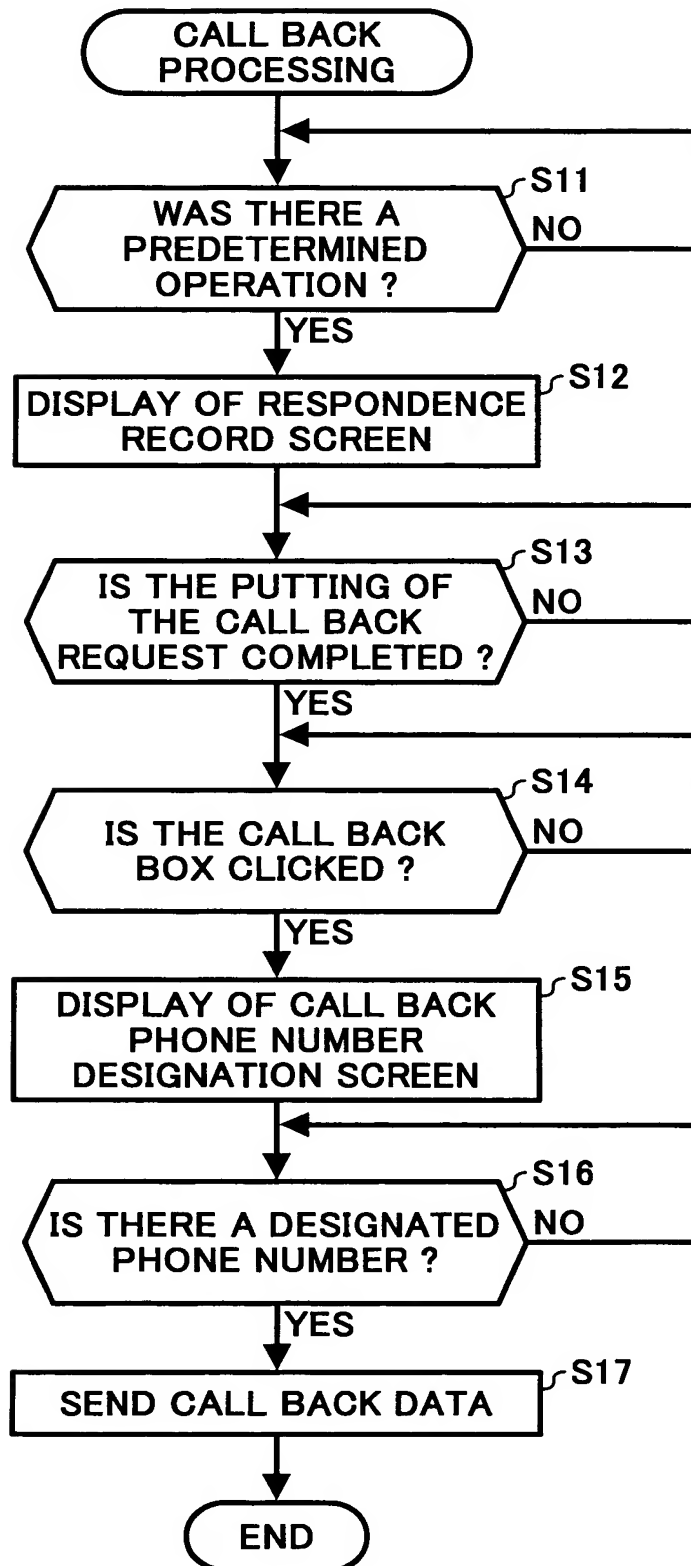 CALL BACK
PROCESSING
S11
WAS THERE A
PREDETERMINED
OPERATION ?
NO
YES
S12
DISPLAY OF RESPONDENCE
RECORD SCREEN
S13
IS THE PUTTING OF
THE CALL BACK
REQUEST COMPLETED ?
NO
YES
S14
IS THE CALL BACK
BOX CLICKED ?
NO
YES
S15
DISPLAY OF CALL BACK
PHONE NUMBER
DESIGNATION SCREEN
S16
IS THERE A DESIGNATED
PHONE NUMBER ?
NO
YES
S17
SEND CALL BACK DATA
END